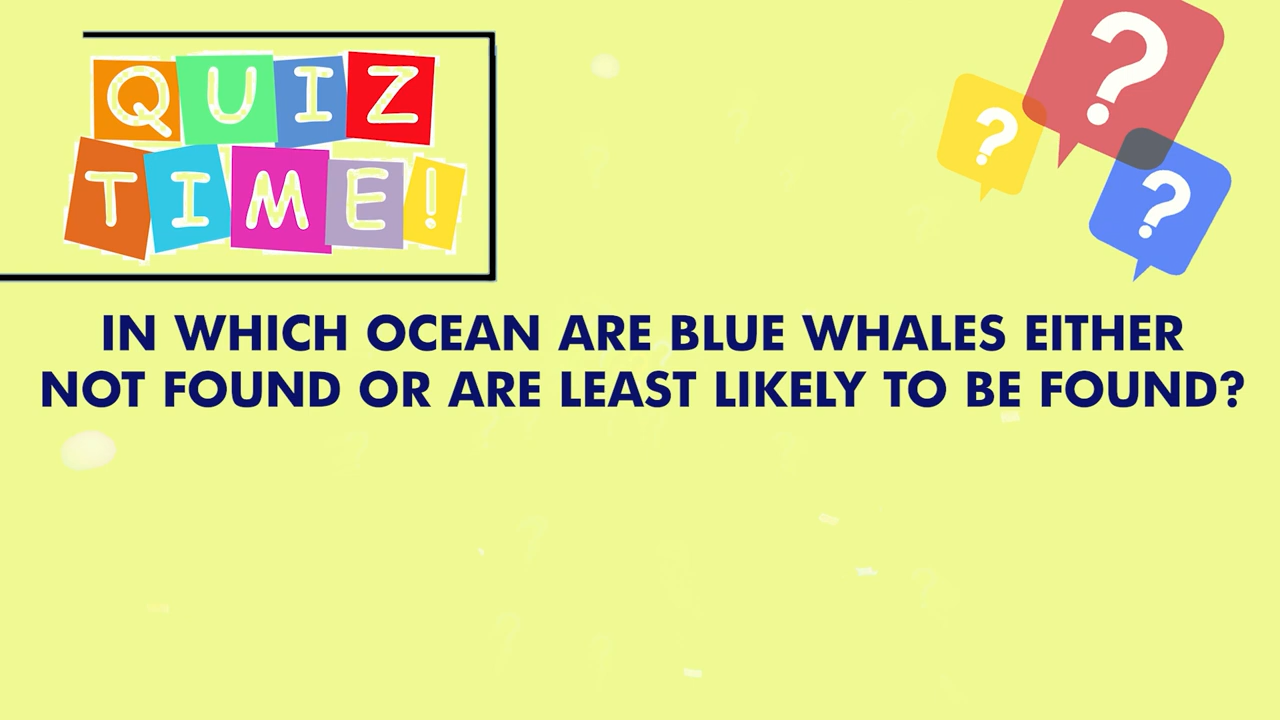 QUIZ
TIME!
? ? ?
IN WHICH OCEAN ARE BLUE WHALES EITHER
NOT FOUND OR ARE LEAST LIKELY TO BE FOUND?